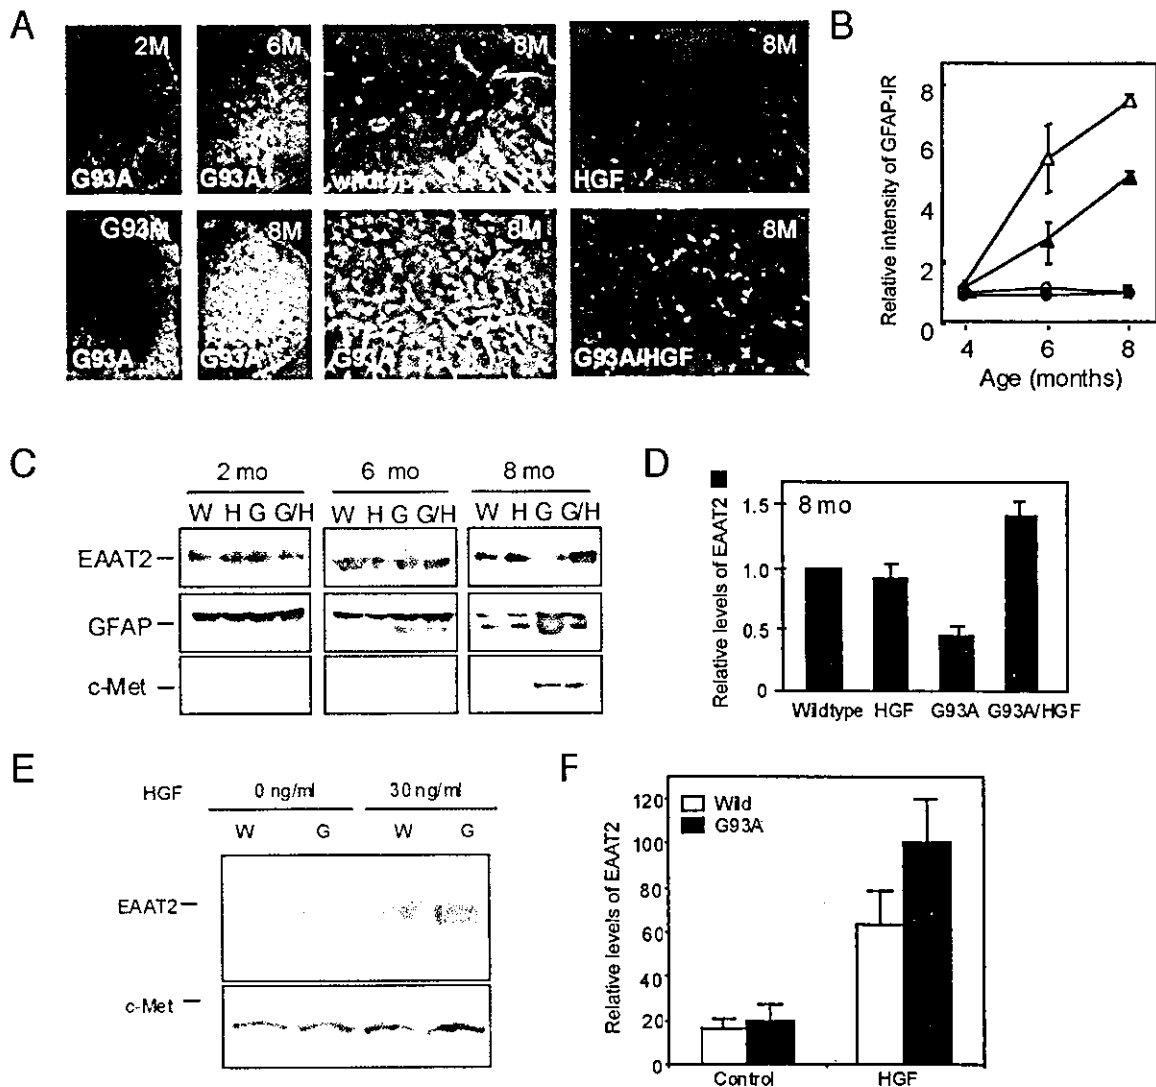 A
2M
6M
8M
8M
G93A
G93A
wildtype
HGF
8M
8M
8M
G93A
G93A
G93A
G93A/HGF
B
Relative intensity of GFAP-IR
8
6
4
2
0
4 6 8
Age (months)
C
2 mo 6 mo 8 mo
W H G G/H W H G G/H W H G G/H
EAAT2
GFAP
c-Met
D
Relative levels of EAAT2
8 mo
1.5
1.0
0.5
0
Wildtype HGF G93A G93A/HGF
E
HGF 0 ng/ml 30 ng/ml
W G W G
EAAT2
c-Met
F
Relative levels of EAAT2
Wild
G93A
120
100
80
60
40
20
0
Control HGF